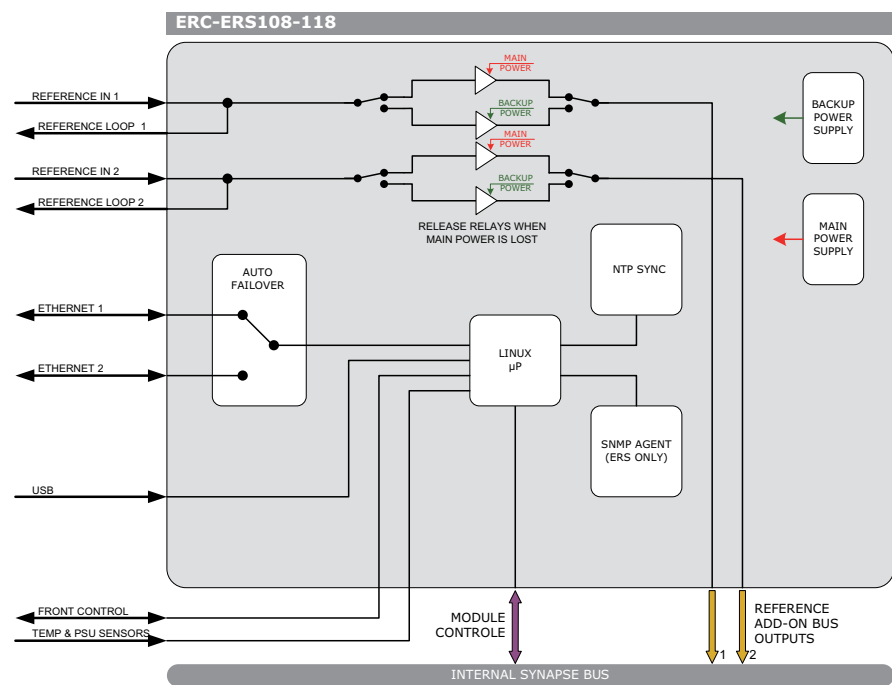 ERC-ERS108-118
MAIN
POWER
REFERENCE IN 1
BACKUP
POWER
BACKUP
POWER
SUPPLY
REFERENCE LOOP 1
MAIN
POWER
REFERENCE IN 2
BACKUP
POWER
REFERENCE LOOP 2
RELEASE RELAYS WHEN
MAIN POWER IS LOST
MAIN
POWER
SUPPLY
AUTO
FAILOVER
NTP SYNC
ETHERNET 1
LINUX
µP
ETHERNET 2
SNMP AGENT
(ERS ONLY)
USB
FRONT CONTROL
TEMP & PSU SENSORS
MODULE
CONTROLE
REFERENCE
ADD-ON BUS
OUTPUTS
1
2
INTERNAL SYNAPSE BUS